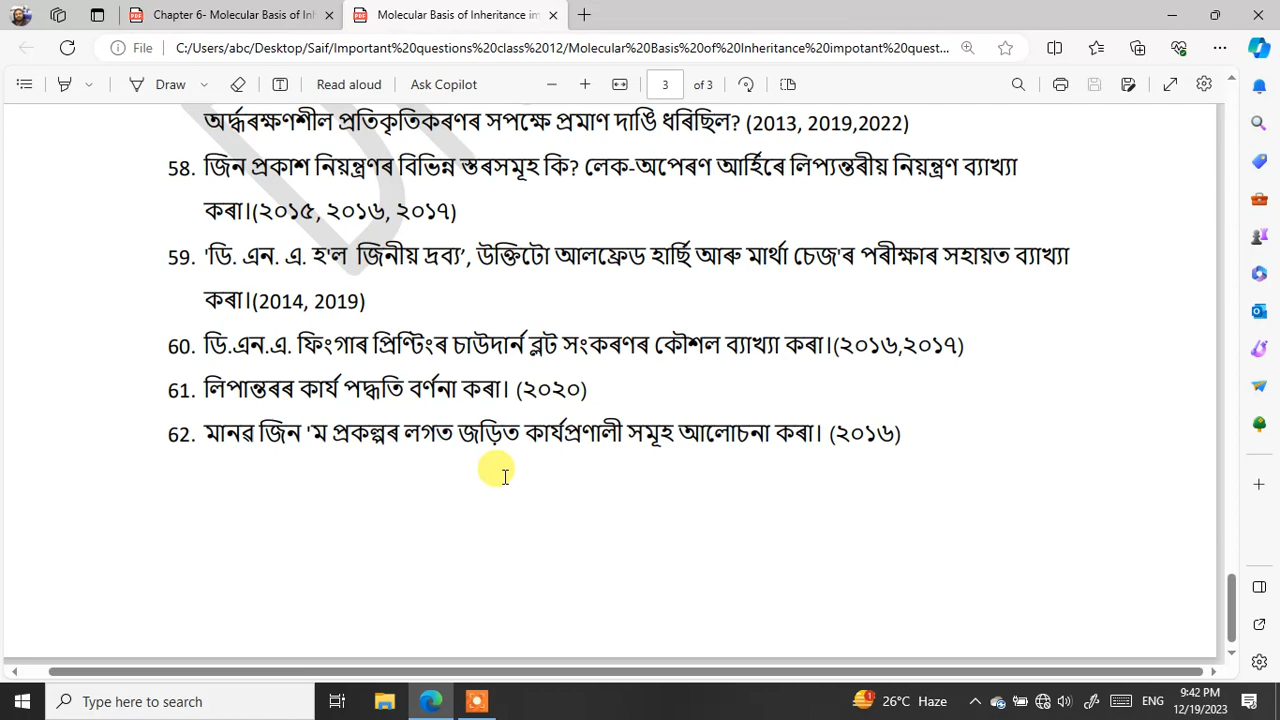 Chapter 6- Molecular Basis of Inl
Molecular Basis of Inheritance im
File
C:/Users/abc/Desktop/Saif/Important%20questions%20class%2012/Molecular%20Basis%20of%20Inheritance%20impotant%20quest...
Draw
Read aloud
Ask Copilot
3
of 3
অৰ্দ্ধৰক্ষণশীল প্ৰতিকৃতিকৰণৰ সপক্ষে প্ৰমাণ দাঙি ধৰিছিল? (2013, 2019,2022)
58. জিন প্ৰকাশ নিয়ন্ত্ৰণৰ বিভিন্ন স্তৰসমূহ কি? লেক-অপেৰণ আৰ্হিৰে লিপ্যন্তৰীয় নিয়ন্ত্ৰণ ব্যাখ্যা
কৰা।(২০১৫, ২০১৬, ২০১৭)
59. 'ডি. এন. এ. হ'ল জিনীয় দ্ৰব্য’, উক্তিটো আলফ্ৰেড হাৰ্ছি আৰু মাৰ্থা চেজ'ৰ পৰীক্ষাৰ সহায়ত ব্যাখ্যা
কৰা।(2014, 2019)
60. ডি.এন.এ. ফিংগাৰ প্ৰিণ্টিংৰ চাউদাৰ্ন ব্লট সংকৰণৰ কৌশল ব্যাখ্যা কৰা।(২০১৬,২০১৭)
61. লিপান্তৰৰ কাৰ্য পদ্ধতি বৰ্ণনা কৰা। (২০২০)
62. মানৱ জিন 'ম প্ৰকল্পৰ লগত জড়িত কাৰ্যপ্ৰণালী সমূহ আলোচনা কৰা। (২০১৬)
Type here to search
1
26°C Haze
ENG
9:42 PM
12/19/2023